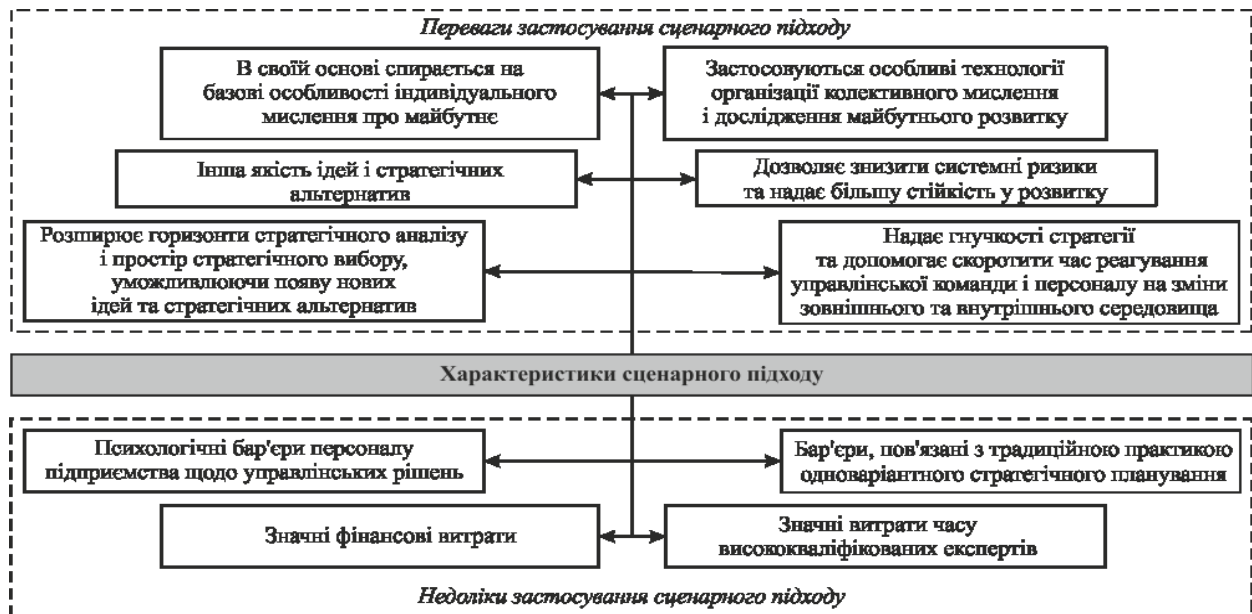 Переваги застосування сценарного підходу
В своїй основі спирається на
базові особливості індивідуального
мислення про майбутнє
Застосовуються особливі технології
організації колективного мислення
і дослідження майбутнього розвитку
Інша якість ідей і стратегічних
альтернатив
Дозволяє знизити системні ризики
та надає більшу стійкість у розвитку
Розширює горизонти стратегічного аналізу
і простір стратегічного вибору,
уможливлюючи появу нових
ідей та стратегічних альтернатив
Надає гнучкості стратегії
та допомогає скоротити час реагування
управлінської команди і персоналу на зміни
зовнішнього та внутрішнього середовища
Характеристики сценарного підходу
Психологічні бар'єри персоналу
підприємства щодо управлінських рішень
Бар'єри, пов'язані з традиційною практикою
одноваріантного стратегічного планування
Значні фінансові витрати
Значні витрати часу
висококваліфікованих експертів
Недоліки застосування сценарного підходу